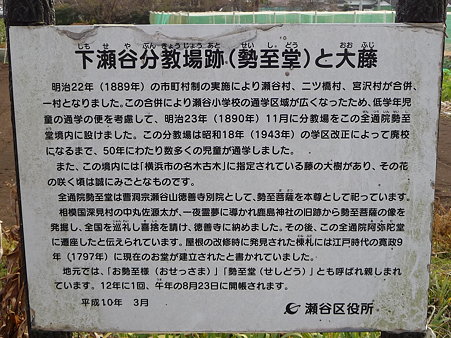 下瀬谷分教場跡(勢至堂)と大藤
しも せ や ぶん きょうじょう あと せい し どう おお ふじ
明治22年(1889年)の市町村制の実施により瀬谷村、二ツ橋村、宮沢村が合併、
一村となりました。この合併により瀬谷小学校の通学区域が広くなったため、低学年児
童の通学の便を考慮して、明治23年(1890年)11月に分教場をこの全通院勢至
堂境内に設けました。この分教場は昭和18年(1943年)の学区改正によって廃校
になるまで、50年にわたり数多くの児童が通学しました。
また、この境内には「横浜市の名木古木」に指定されている藤の大樹があり、その花
の咲く頃は誠にみごとなものです。
全通院勢至堂は曹洞宗瀬谷山徳善寺別院として、勢至菩薩を本尊として祀っています。
相模国深見村の中丸佐源太が、一夜霊夢に導かれ鹿島神社の旧跡から勢至菩薩の像を
発掘し、全国を巡礼し喜捨を請け、徳善寺に納めました。その後、この全通院阿弥陀堂
に遷座したと伝えられています。屋根の改修時に発見された棟札には江戸時代の寛政9
年(1797年)に現在のお堂が建立されたと書かれていました。
地元では、「お勢至様(おせっさま)」「勢至堂(せしどう)」とも呼ばれ親しまれ
ています。12年に1回、午年の8月23日に開帳されます。
平成10年 3月
瀬谷区役所